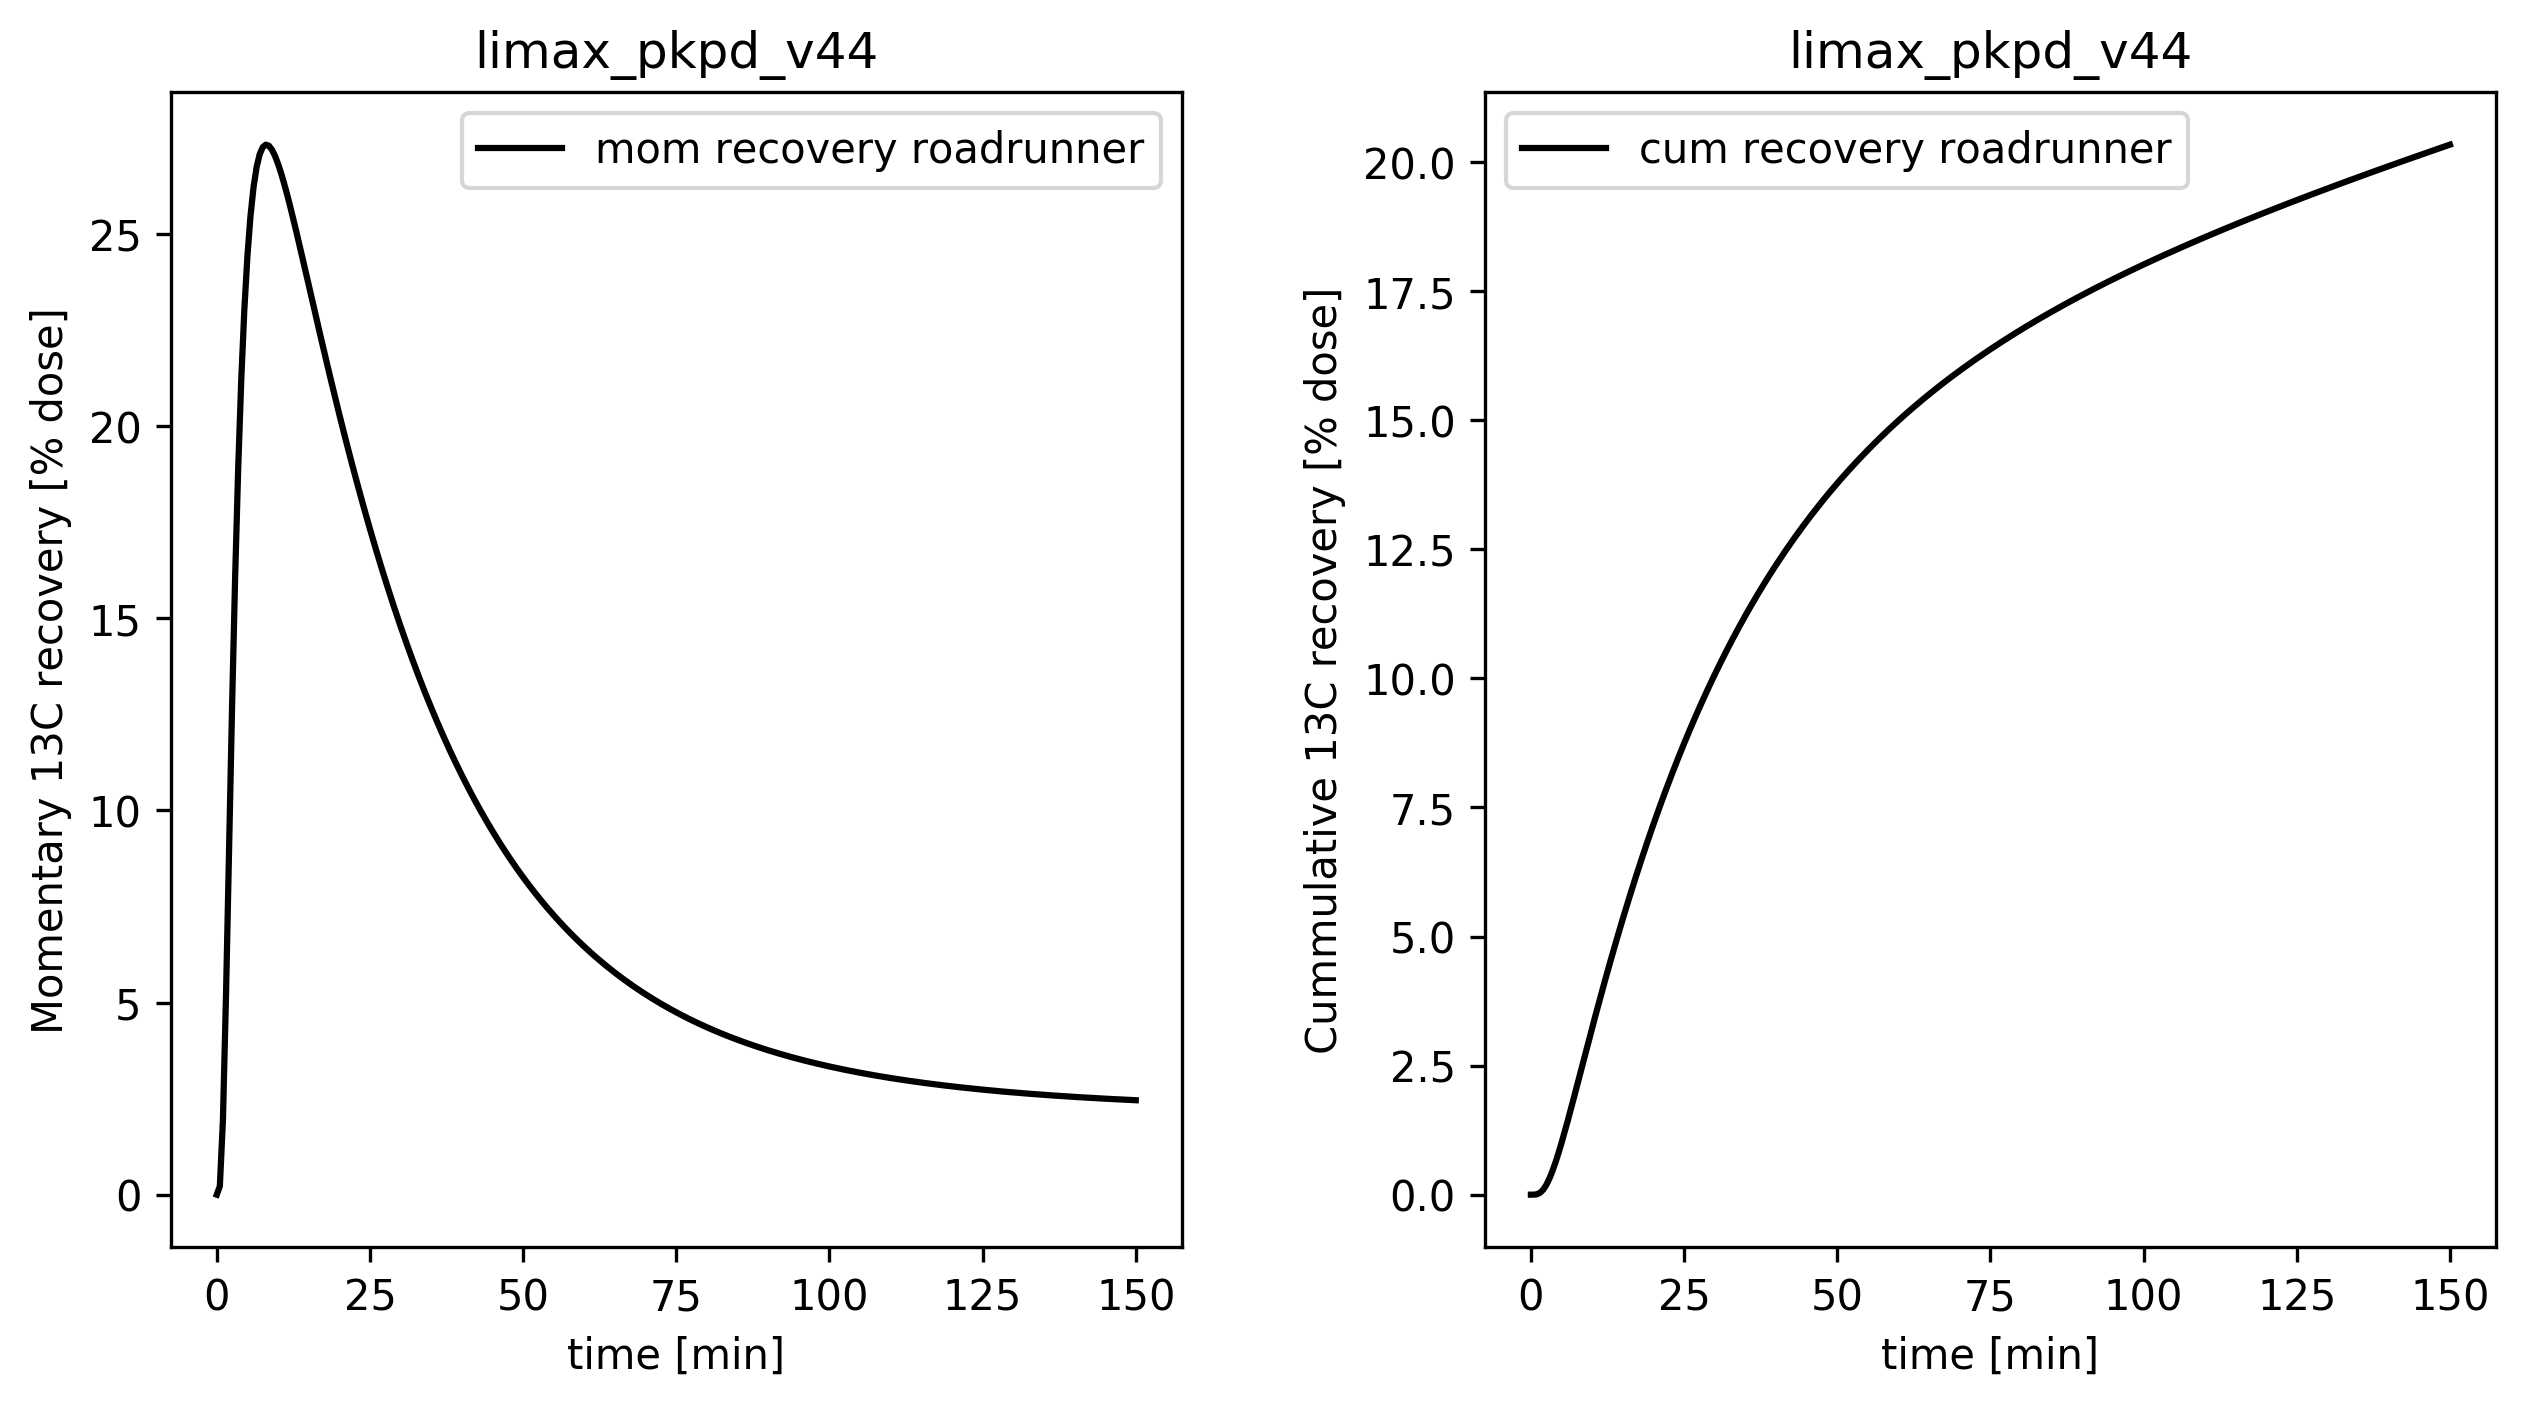 limax_pkpd_v44
mom recovery roadrunner
Momentary 13C recovery [% dose]
25
20
15
10
5
0
0 25 50 75 100 125 150
time [min]
limax_pkpd_v44
cum recovery roadrunner
Cummulative 13C recovery [% dose]
20.0
17.5
15.0
12.5
10.0
7.5
5.0
2.5
0.0
0 25 50 75 100 125 150
time [min]